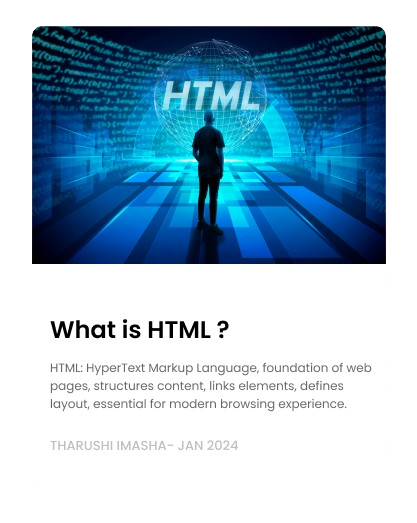 HTML
What is HTML ?
HTML: HyperText Markup Language, foundation of web
pages, structures content, links elements, defines
layout, essential for modern browsing experience.
THARUSHI IMASHA- JAN 2024